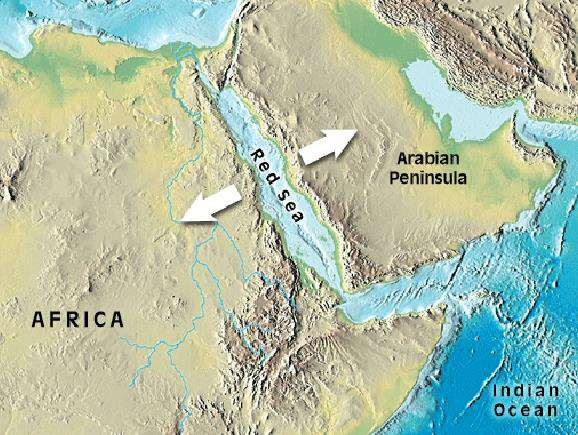 Red Sea
Arabian
Peninsula
AFRICA
Indian
Ocean